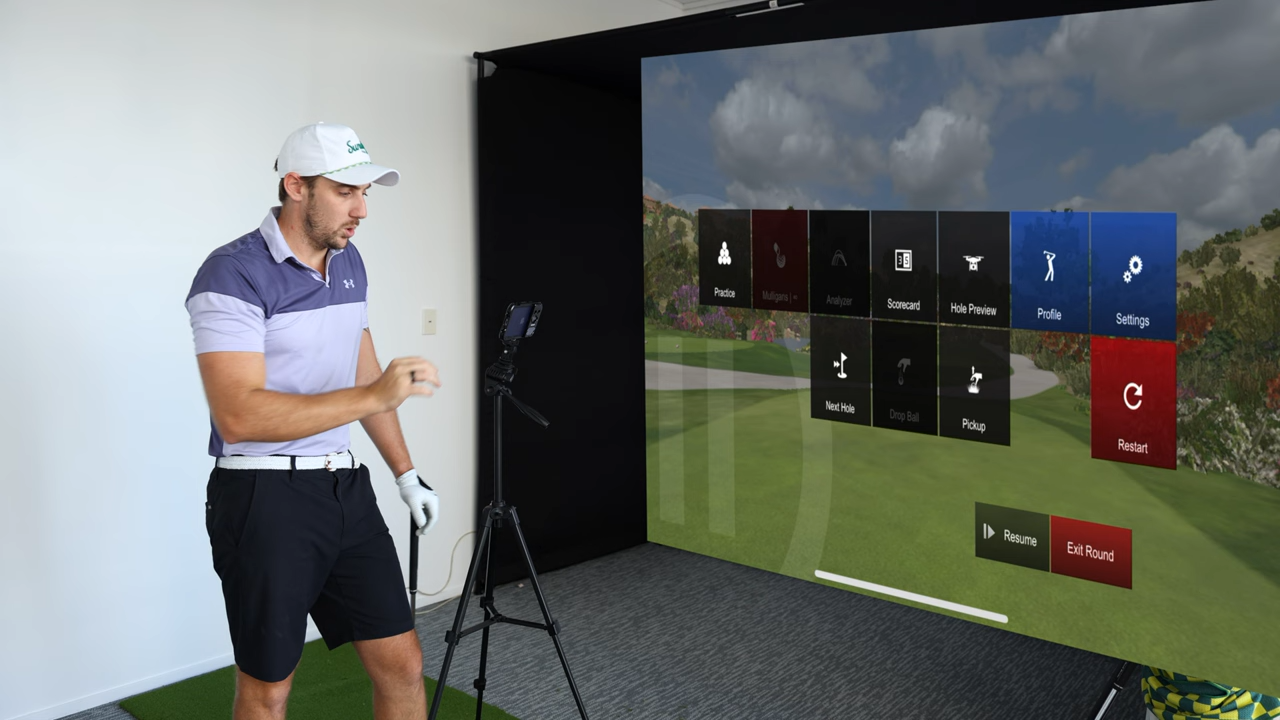 Practice
Mulligans | ∞
Analyzer
Scorecard
Hole Preview
Profile
Settings
Next Hole
Drop Ball
Pickup
Restart
Resume
Exit Round